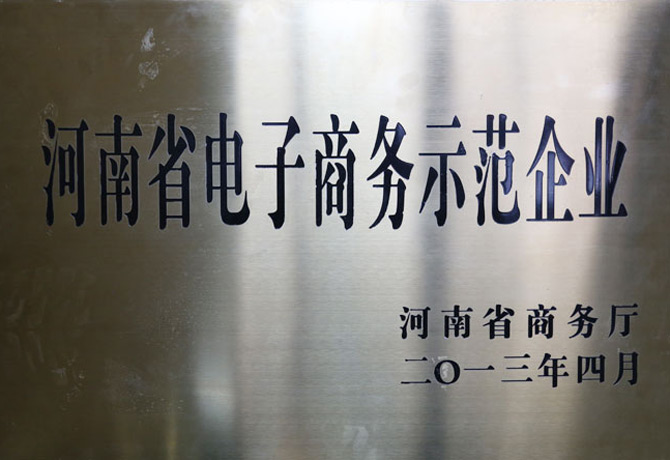 河南省电子商务示范企业
河南省商务厅
二〇一三年四月